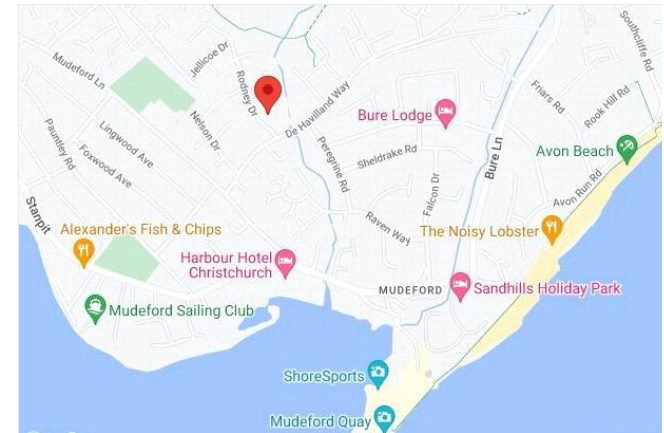 Southcliffe Rd
Jellicoe Dr
Mudeford Ln
Rodney Dr
Friars Rd
Rook Hill Rd
De Havilland Way
Bure Lodge
Nelson Dr
Lingwood Ave
Pauntley Rd
Foxwood Ave
Peregrine Rd
Sheldrake Rd
Bure Ln
Avon Beach
Falcon Dr
Avon Run Rd
Stanpit
Raven Way
Alexander's Fish & Chips
The Noisy Lobster
Harbour Hotel
Christchurch
MUDEFORD
Sandhills Holiday Park
Mudeford Sailing Club
ShoreSports
Mudeford Quay